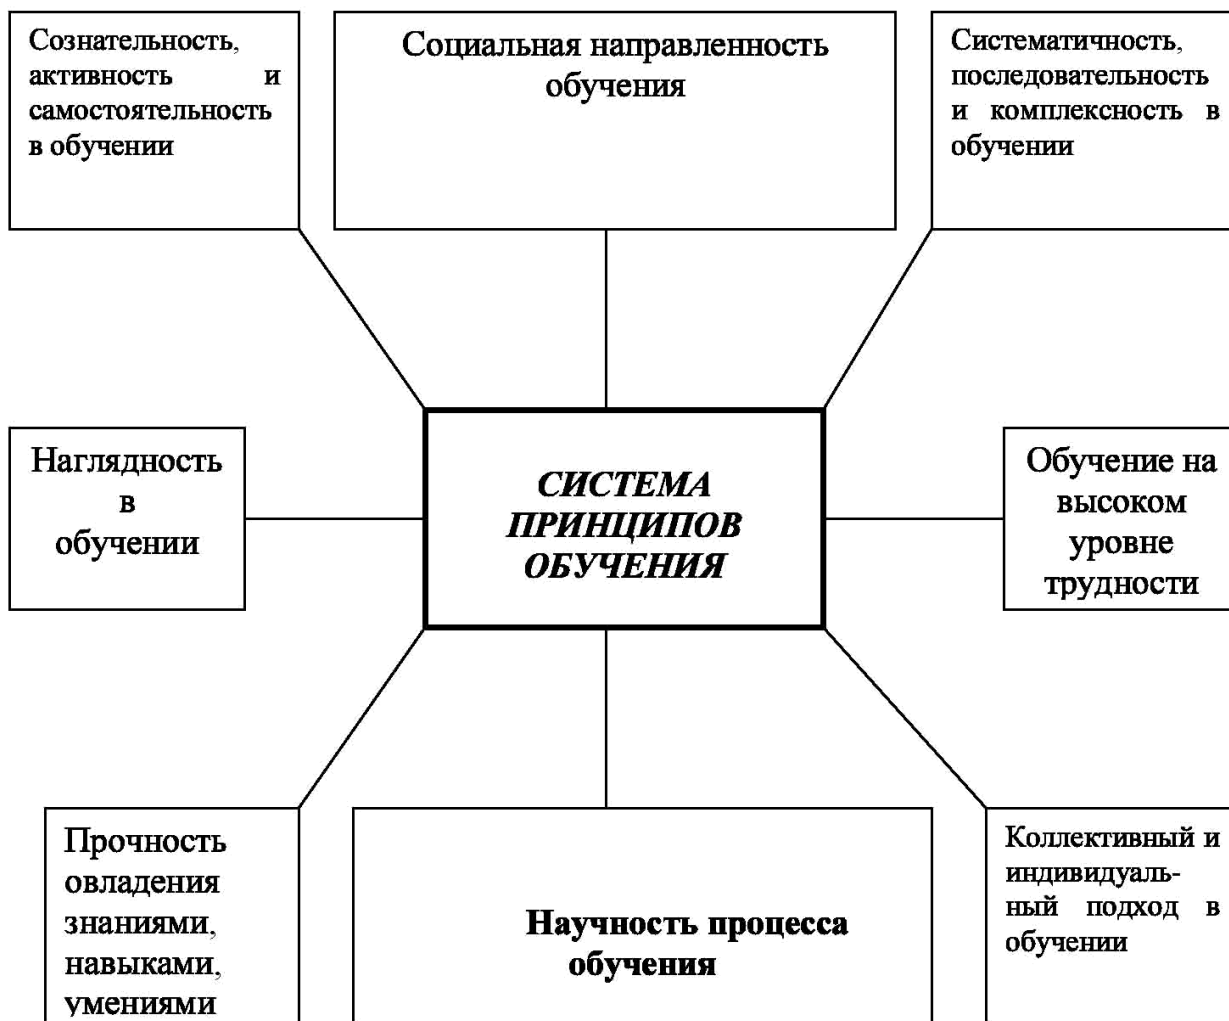 Сознательность,
активность и
самостоятельность
в обучении
Социальная направленность
обучения
Систематичность,
последовательность
и комплексность в
обучении
Наглядность
в
обучении
СИСТЕМА
ПРИНЦИПОВ
ОБУЧЕНИЯ
Обучение на
высоком
уровне
трудности
Прочность
овладения
знаниями,
навыками,
умениями
Научность процесса
обучения
Коллективный и
индивидуаль-
ный подход в
обучении